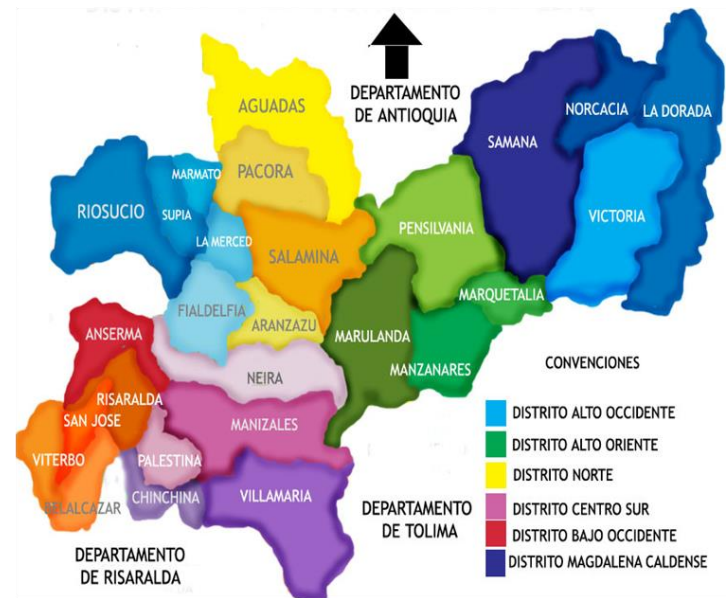 DEPARTAMENTO
DE ANTIOQUIA
AGUADAS
NORCACIA
LA DORADA
SAMANA
PACORA
MARMATO
RIOSUCIO
SUPIA
VICTORIA
PENSILVANIA
LA MERCED
SALAMINA
MARQUETALIA
FIALDELFIA
ARANZAZU
ANSERMA
MARULANDA
MANZANARES
NEIRA
RISARALDA
SAN JOSE
MANIZALES
VITERBO
PALESTINA
CHINCHINA
VILLAMARIA
BELALCAZAR
DEPARTAMENTO
DE TOLIMA
DEPARTAMENTO
DE RISARALDA
CONVENCIONES
DISTRITO ALTO OCCIDENTE
DISTRITO ALTO ORIENTE
DISTRITO NORTE
DISTRITO CENTRO SUR
DISTRITO BAJO OCCIDENTE
DISTRITO MAGDALENA CALDENSE